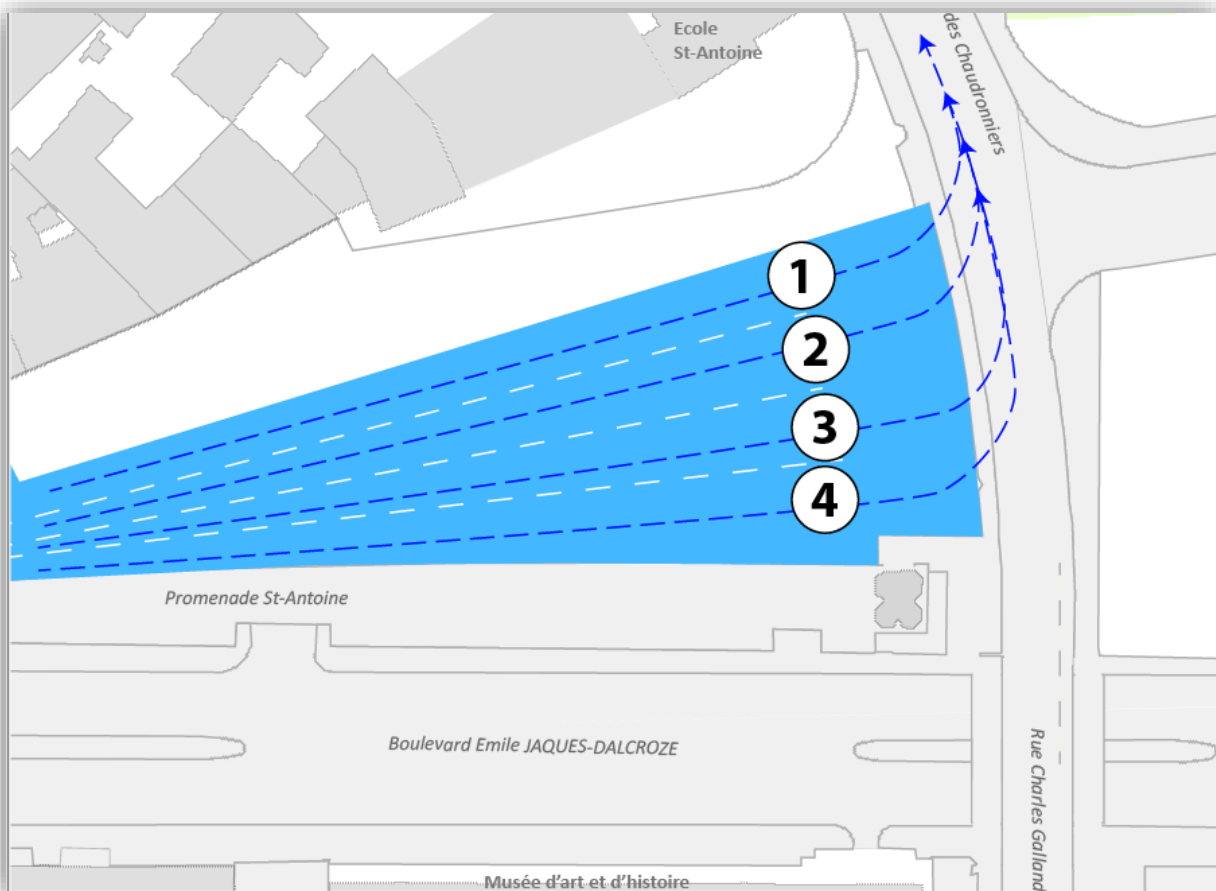 Ecole
St-Antoine
des Chaudronniers
1
2
3
4
Promenade St-Antoine
Boulevard Emile JAQUES-DALCROZE
Rue Charles Galland
Musée d'art et d'histoire